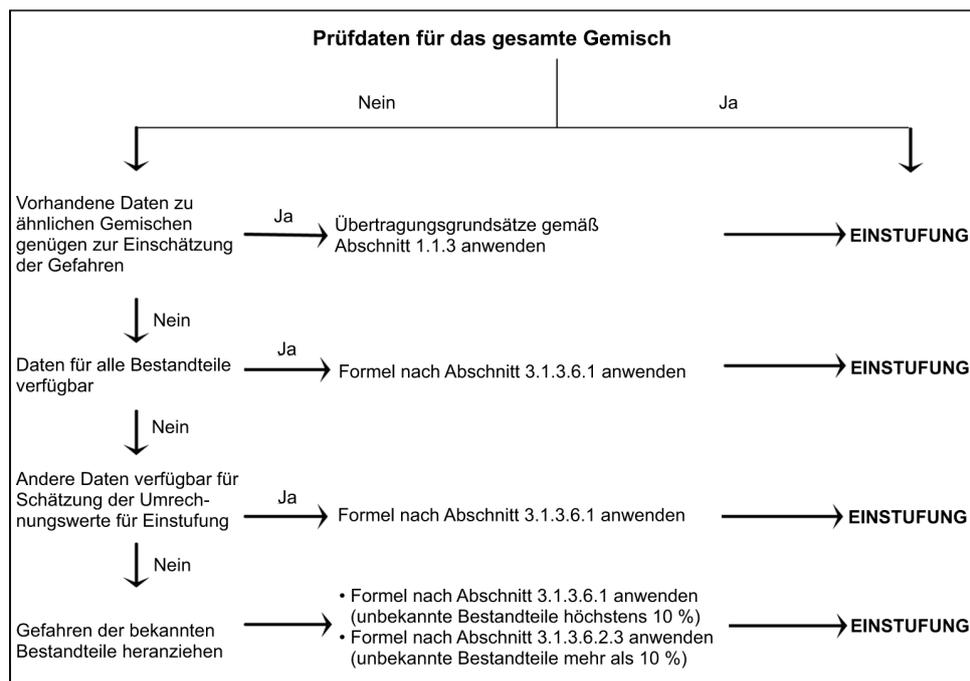 Prüfdaten für das gesamte Gemisch
Nein
Ja
Vorhandene Daten zu
ähnlichen Gemischen
genügen zur Einschätzung
der Gefahren
Ja
Übertragungsgrundsätze gemäß
Abschnitt 1.1.3 anwenden
EINSTUFUNG
Nein
Daten für alle Bestandteile
verfügbar
Ja
Formel nach Abschnitt 3.1.3.6.1 anwenden
EINSTUFUNG
Nein
Andere Daten verfügbar für
Schätzung der Umrech-
nungswerte für Einstufung
Ja
Formel nach Abschnitt 3.1.3.6.1 anwenden
EINSTUFUNG
Nein
Gefahren der bekannten
Bestandteile heranziehen
• Formel nach Abschnitt 3.1.3.6.1 anwenden
(unbekannte Bestandteile höchstens 10 %)
• Formel nach Abschnitt 3.1.3.6.2.3 anwenden
(unbekannte Bestandteile mehr als 10 %)
EINSTUFUNG